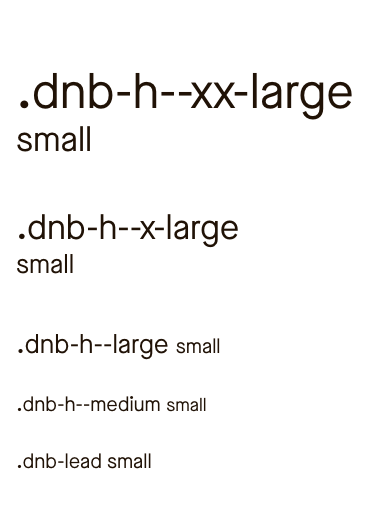 .dnb-h--xx-large
small
.dnb-h--x-large
small
.dnb-h--large small
.dnb-h--medium small
.dnb-lead small